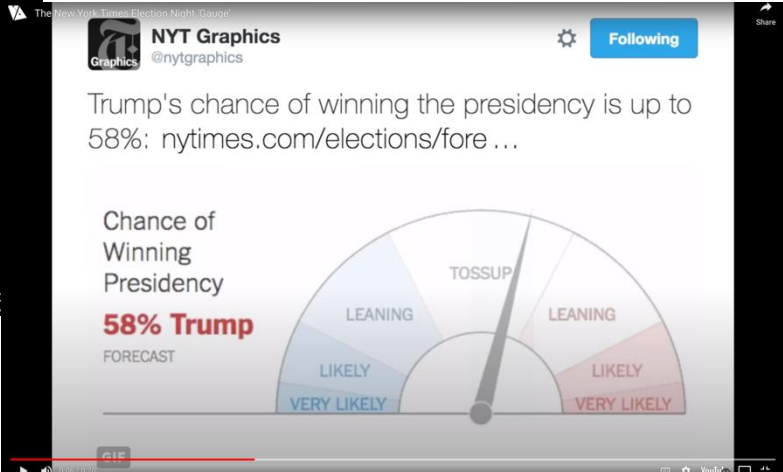 The New York Times Election Night 'Gauge'
Share
NYT Graphics
@nytgraphics
Graphics
Following
Trump's chance of winning the presidency is up to
58%: nytimes.com/elections/fore ...
Chance of
Winning
Presidency
58% Trump
FORECAST
TOSSUP
LEANING
LEANING
LIKELY
LIKELY
VERY LIKELY
VERY LIKELY
GIF
YouTube